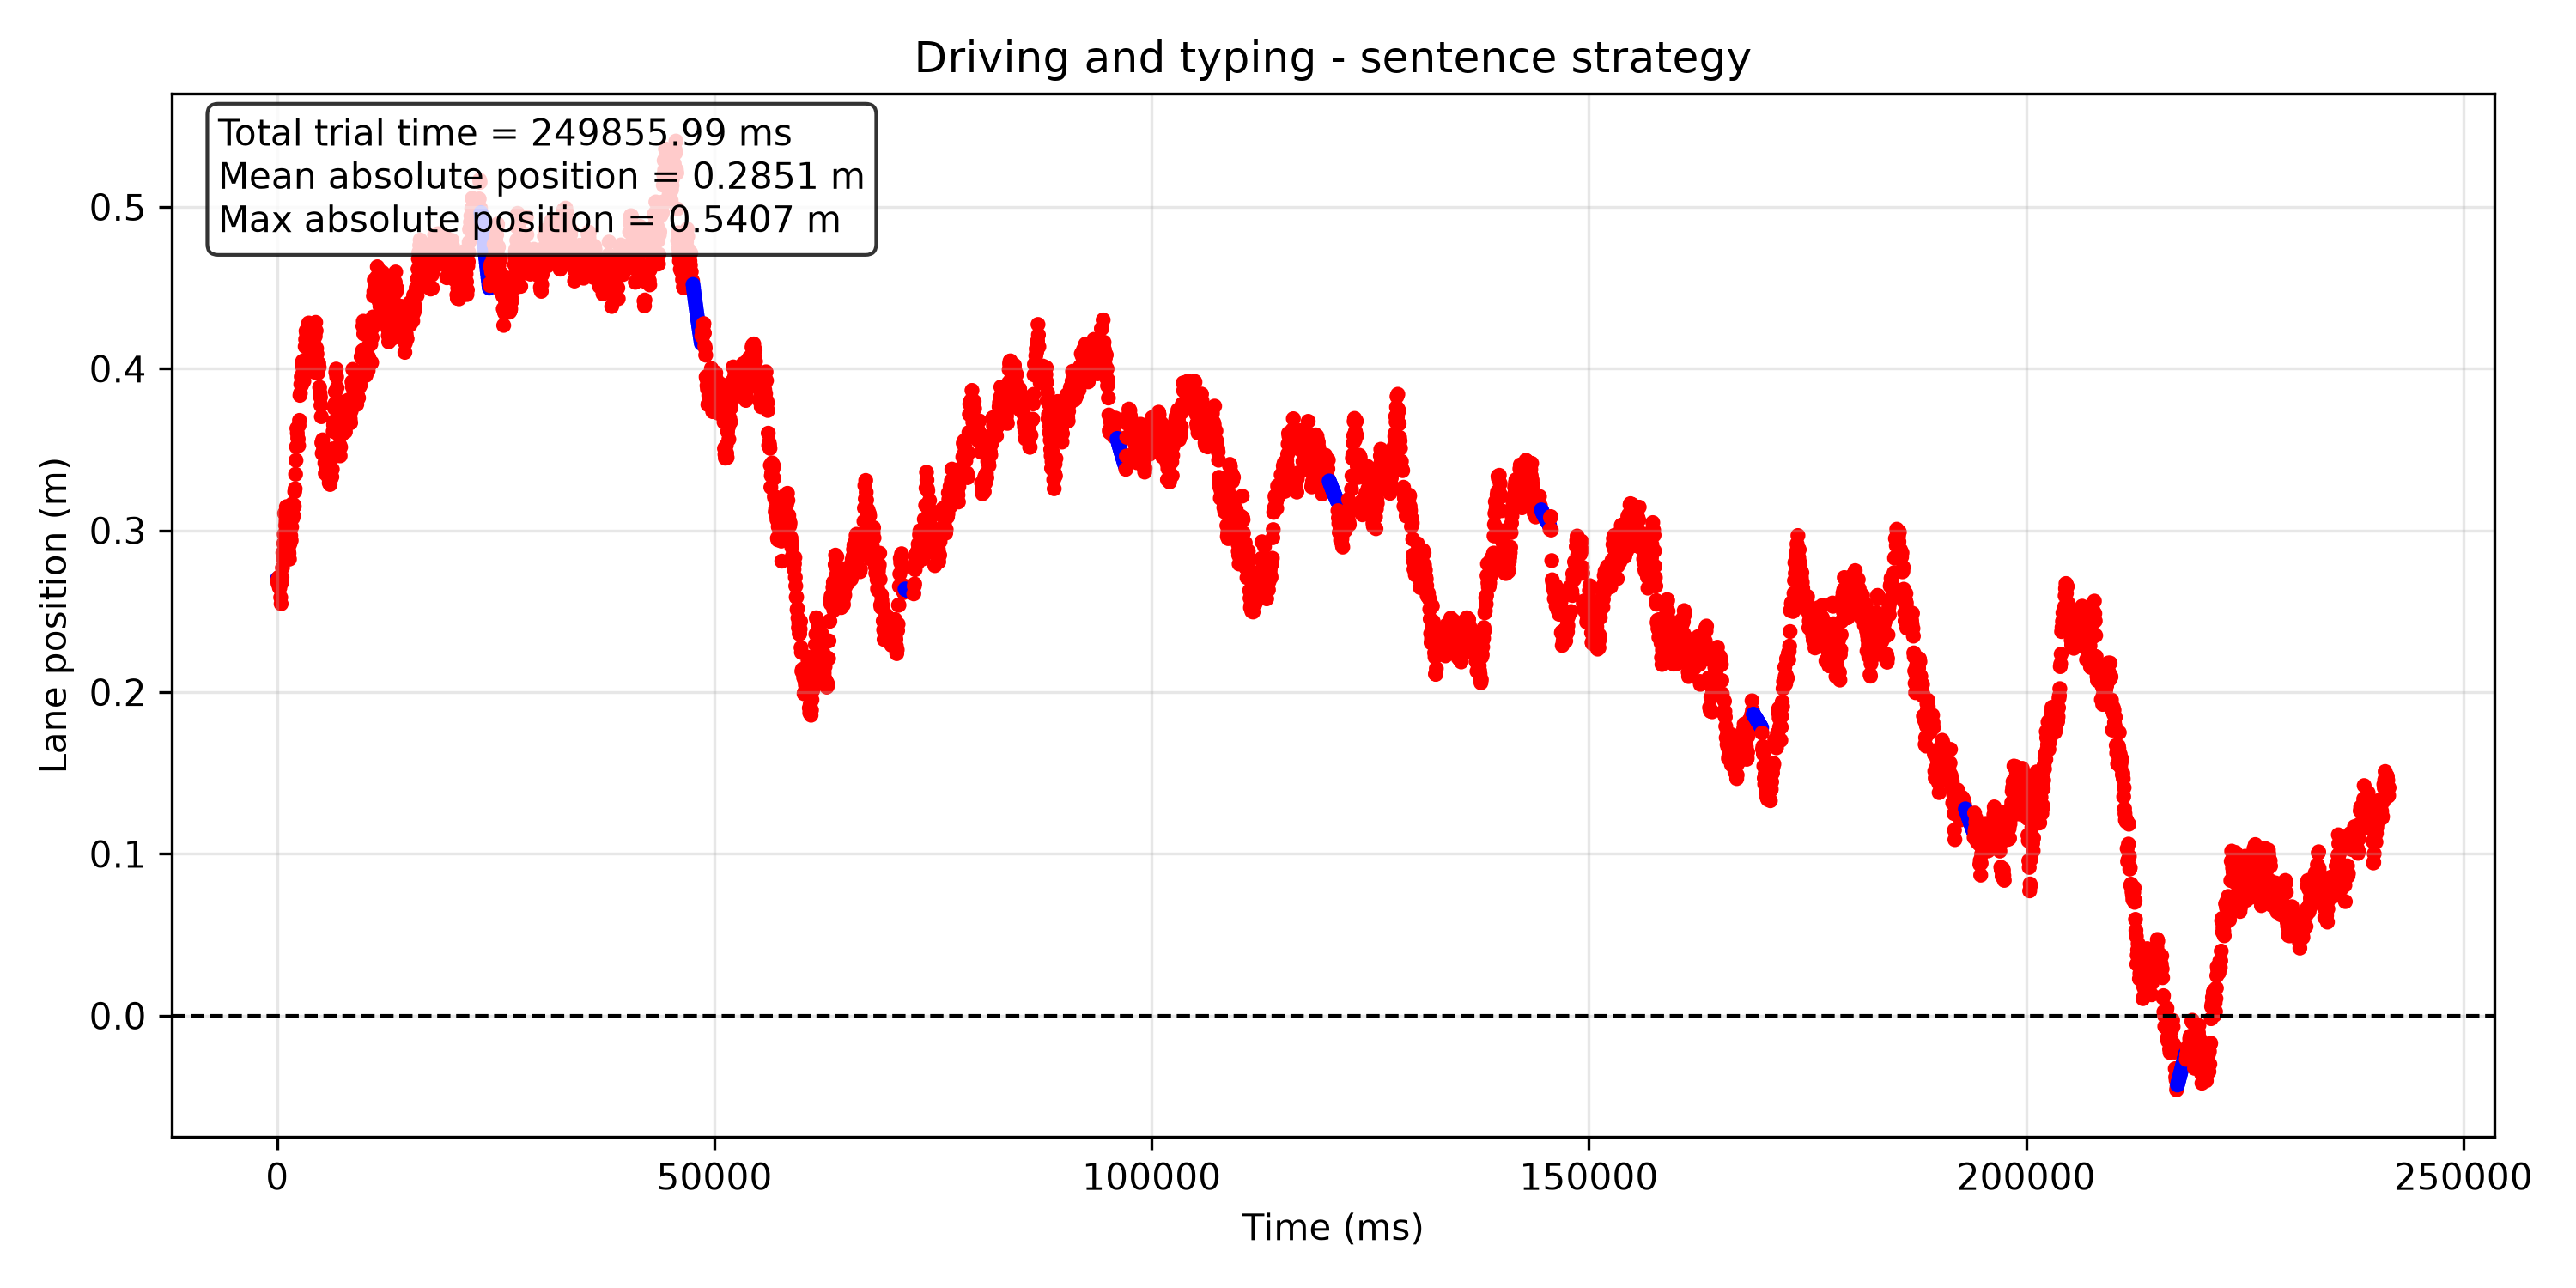 Driving and typing - sentence strategy
Total trial time = 249855.99 ms
Mean absolute position = 0.2851 m
Max absolute position = 0.5407 m
Lane position (m)
0.5
0.4
0.3
0.2
0.1
0.0
0 50000 100000 150000 200000 250000
Time (ms)